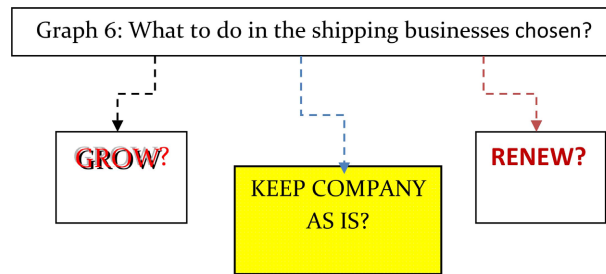 Graph 6: What to do in the shipping businesses chosen?
GROW?
KEEP COMPANY
AS IS?
RENEW?